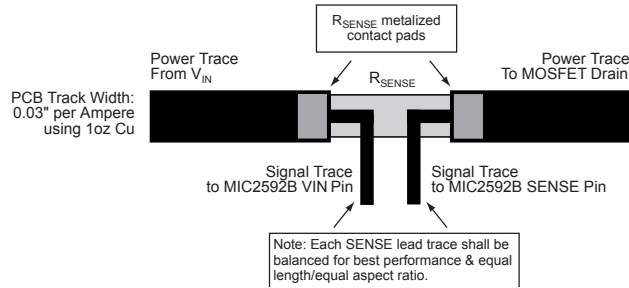 R_SENSE metalized
contact pads
Power Trace
From V_IN
R_SENSE
Power Trace
To MOSFET Drain
PCB Track Width:
0.03" per Ampere
using 1oz Cu
Signal Trace
to MIC2592B VIN Pin
Signal Trace
to MIC2592B SENSE Pin
Note: Each SENSE lead trace shall be
balanced for best performance & equal
length/equal aspect ratio.